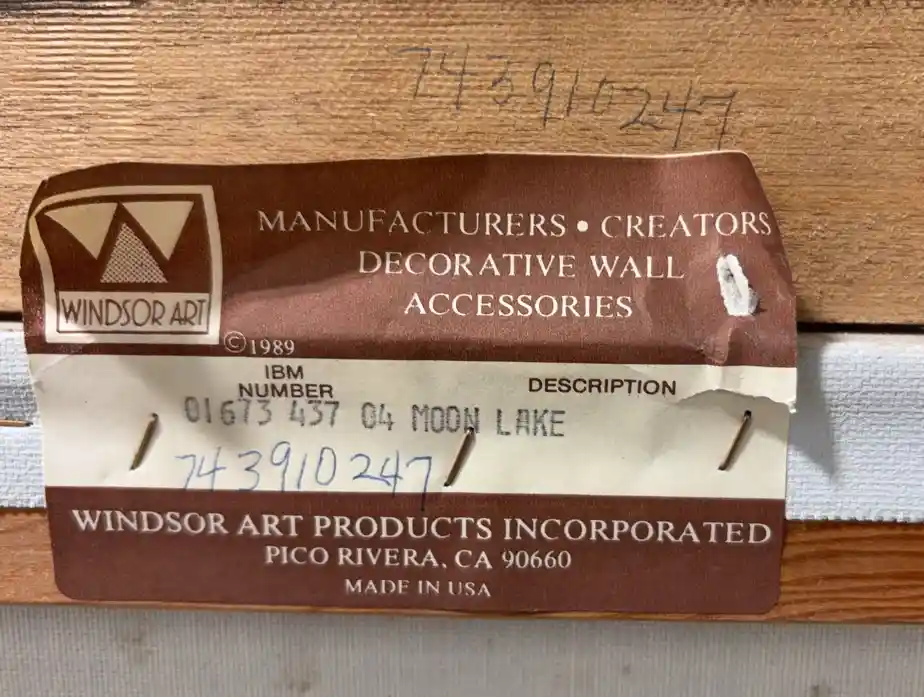 743910247
MANUFACTURERS • CREATORS
DECORATIVE WALL
ACCESSORIES
WINDSOR ART
© 1989
IBM
NUMBER
DESCRIPTION
01673 437 04 MOON LAKE
743910247
WINDSOR ART PRODUCTS INCORPORATED
PICO RIVERA, CA 90660
MADE IN USA